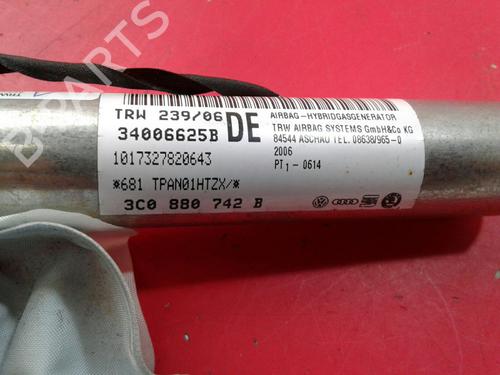 TRW 239/06
34006625B
DE
AIRBAG-HYBRIDGASGENERATOR
TRW AIRBAG SYSTEMS GmbH&Co KG
84544 ASCHAU TEL. 08638/965-0
2006
PT1-0614
1017327820643
*681 TPAN01HTZX/*
3C0 880 742 B